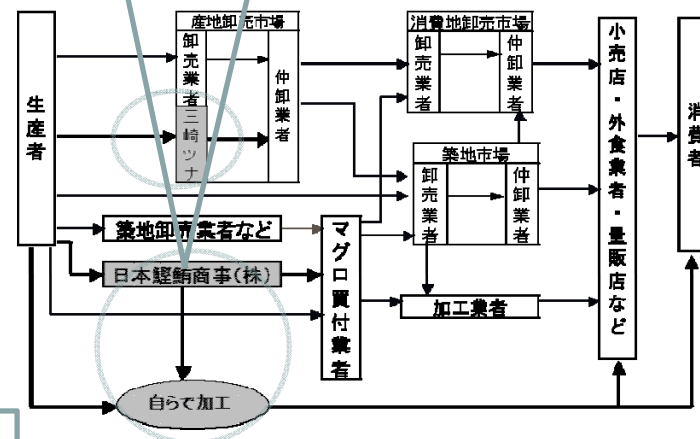 生産者
産地卸売市場
卸売業者
三崎ツナ
仲卸業者
消費地卸売市場
卸売業者
仲卸業者
築地市場
卸売業者
仲卸業者
築地卸売業者など
日本鰹鮪商事(株)
マグロ買付業者
加工業者
自らで加工
小売店・外食業者・量販店など
消費者